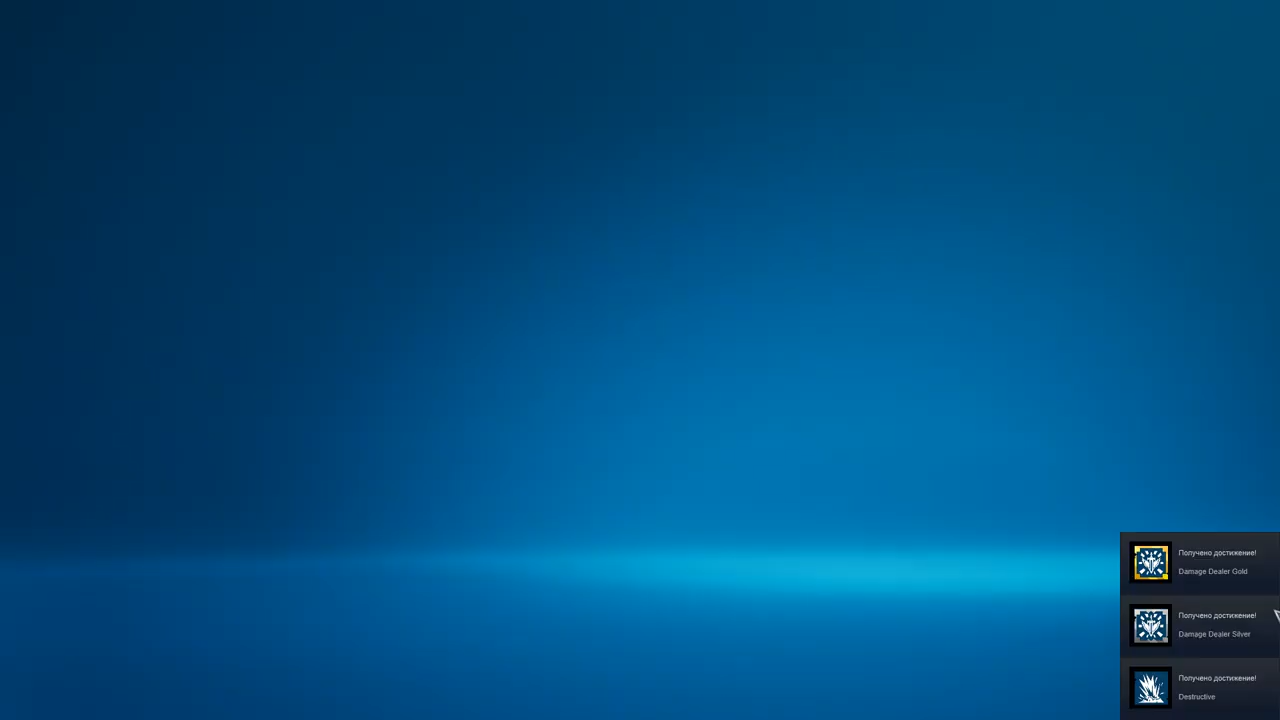 Получено достижение!
Damage Dealer Gold
Получено достижение!
Damage Dealer Silver
Получено достижение!
Destructive